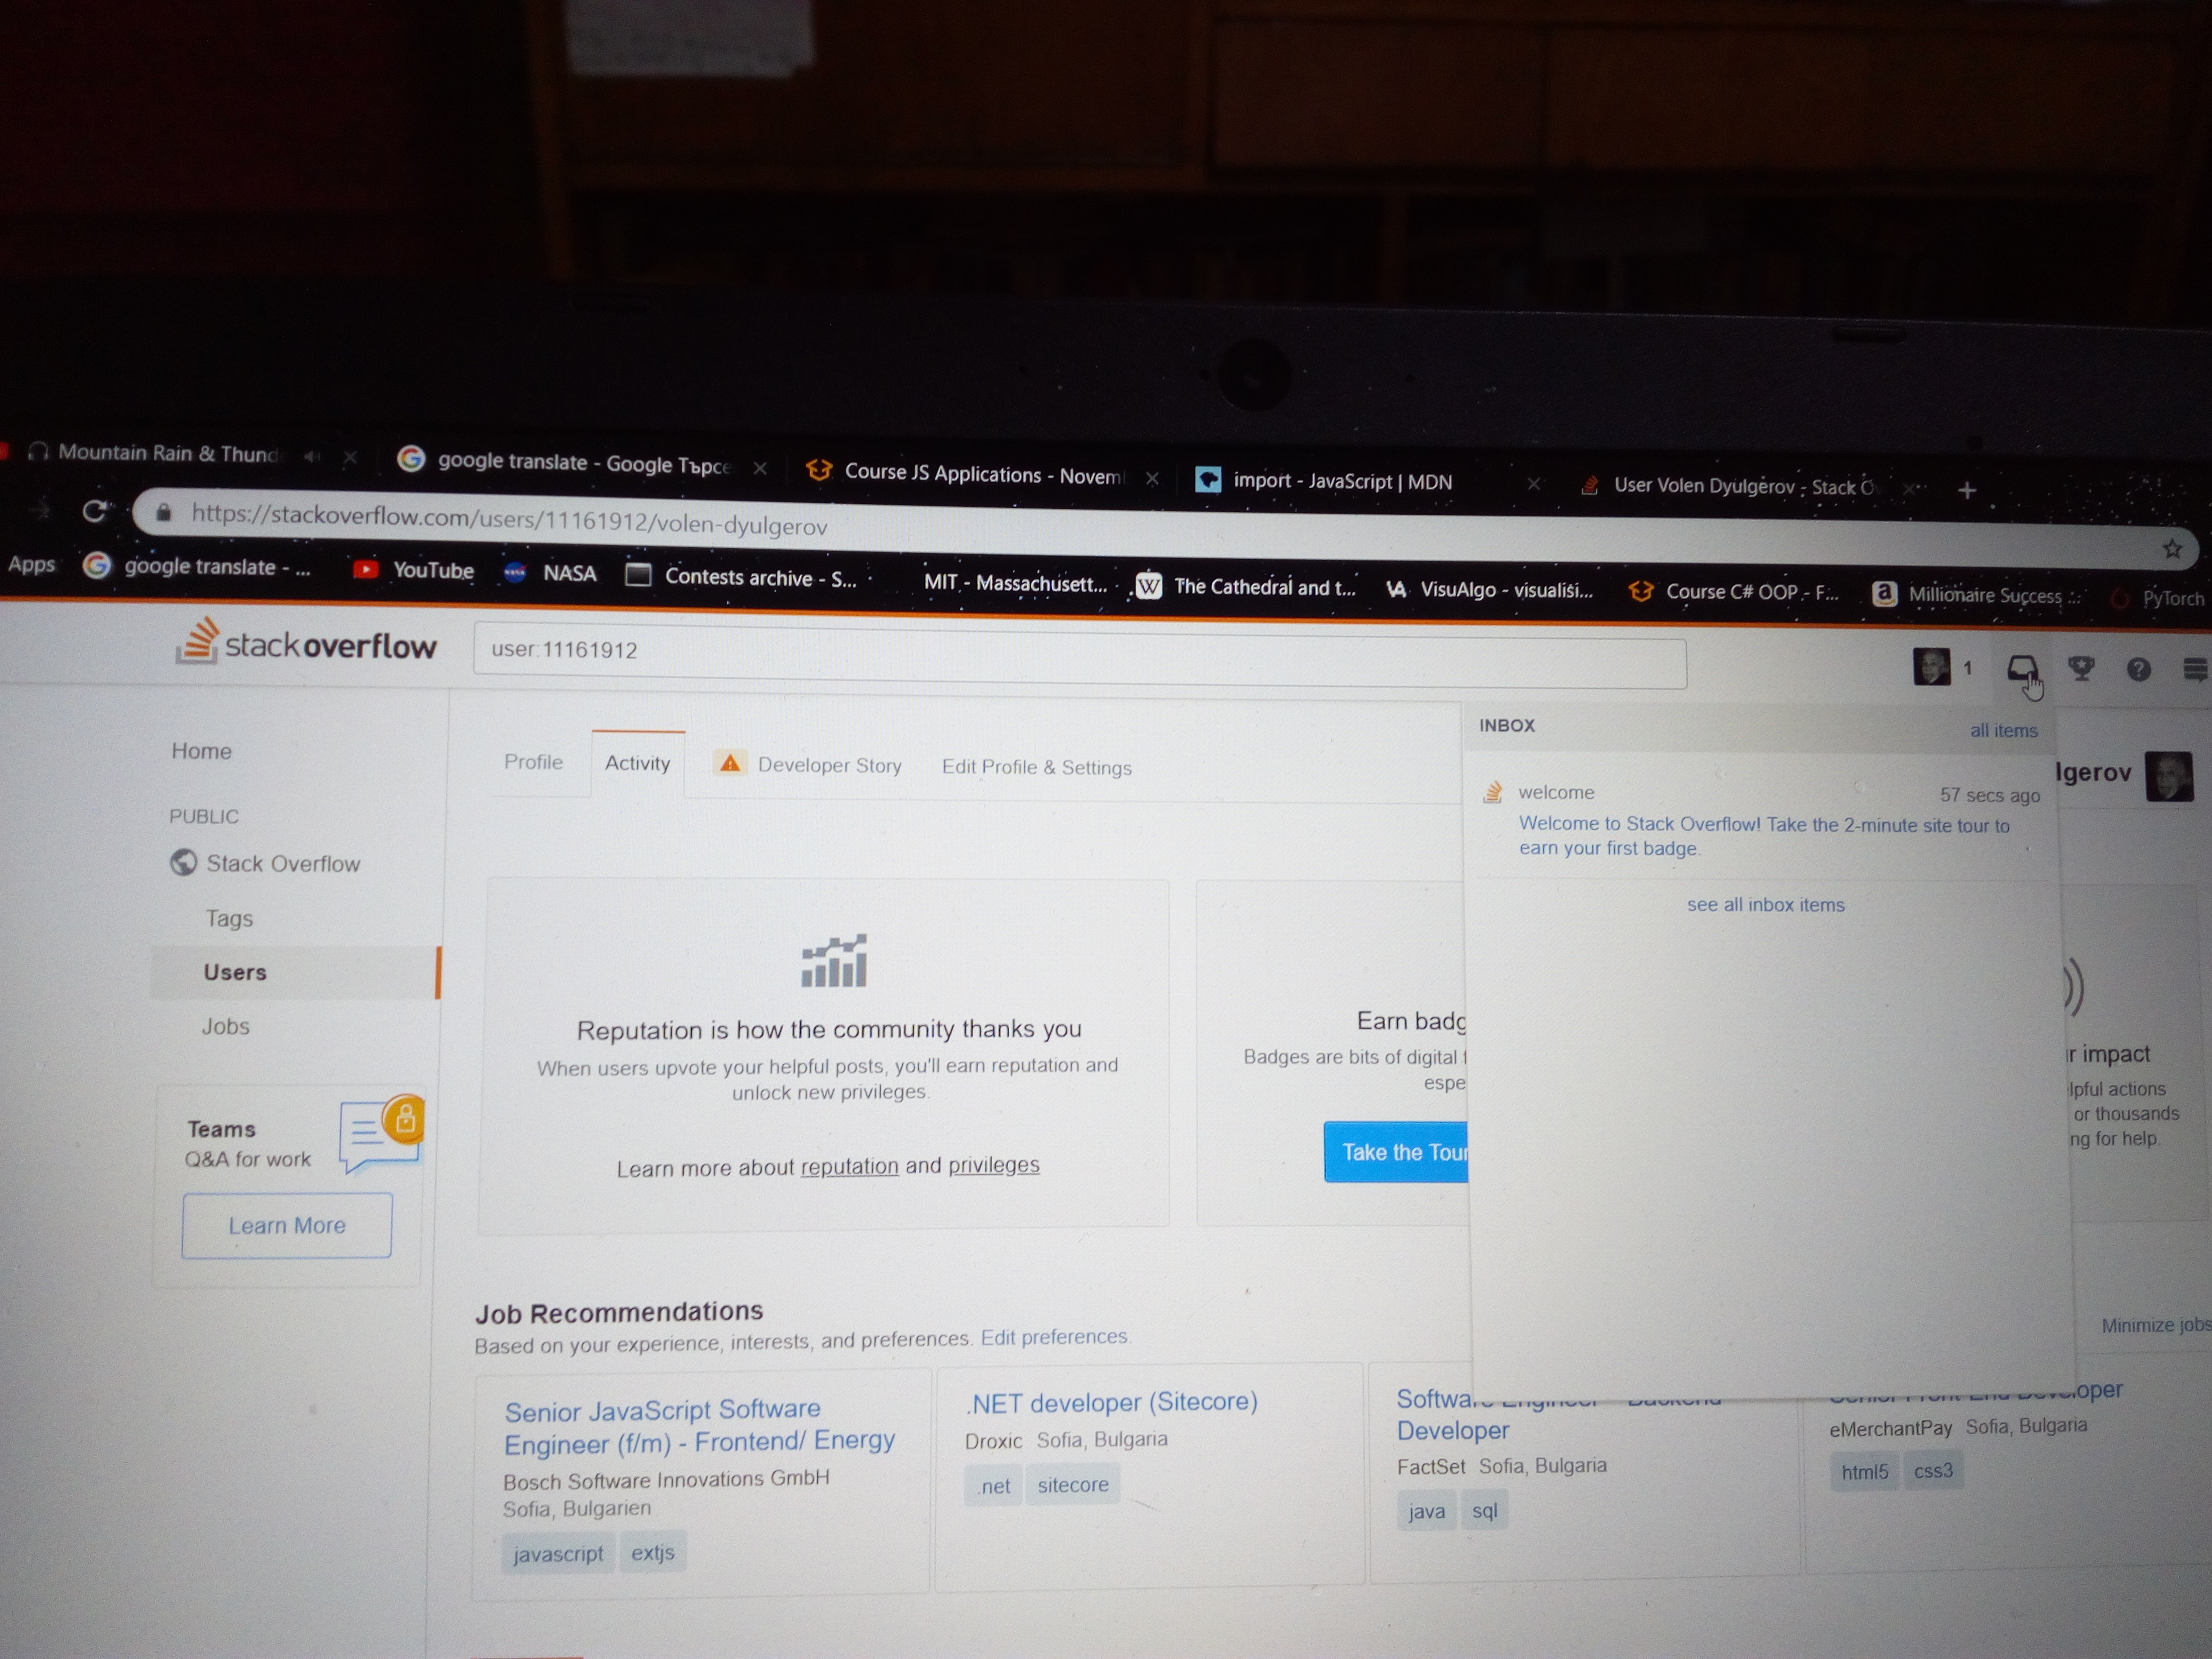 Mountain Rain & Thund
google translate - Google Търсе
Course JS Applications - Novem
import - JavaScript | MDN
User Volen Dyulgerov - Stack O
https://stackoverflow.com/users/11161912/volen-dyulgerov
Apps
google translate - ...
YouTube
NASA
Contests archive - S...
MIT - Massachusett...
The Cathedral and t...
VisuAlgo - visualisi...
Course C# OOP - F...
Millionaire Success ...
PyTorch
stackoverflow
user:11161912
1
Home
PUBLIC
Stack Overflow
Tags
Users
Jobs
Teams
Q&A for work
Learn More
Profile
Activity
Developer Story
Edit Profile & Settings
INBOX
all items
welcome
57 secs ago
Welcome to Stack Overflow! Take the 2-minute site tour to
earn your first badge.
see all inbox items
lgerov
Reputation is how the community thanks you
When users upvote your helpful posts, you'll earn reputation and
unlock new privileges.
Learn more about reputation and privileges
Earn badg
Badges are bits of digital f
espe
Take the Tour
r impact
lpful actions
or thousands
ng for help.
Job Recommendations
Based on your experience, interests, and preferences. Edit preferences.
Minimize jobs
Senior JavaScript Software
Engineer (f/m) - Frontend/ Energy
Bosch Software Innovations GmbH
Sofia, Bulgarien
javascript extjs
.NET developer (Sitecore)
Droxic Sofia, Bulgaria
.net sitecore
Software Engineer - Backend
Developer
FactSet Sofia, Bulgaria
java sql
Senior Front End Developer
eMerchantPay Sofia, Bulgaria
html5 css3